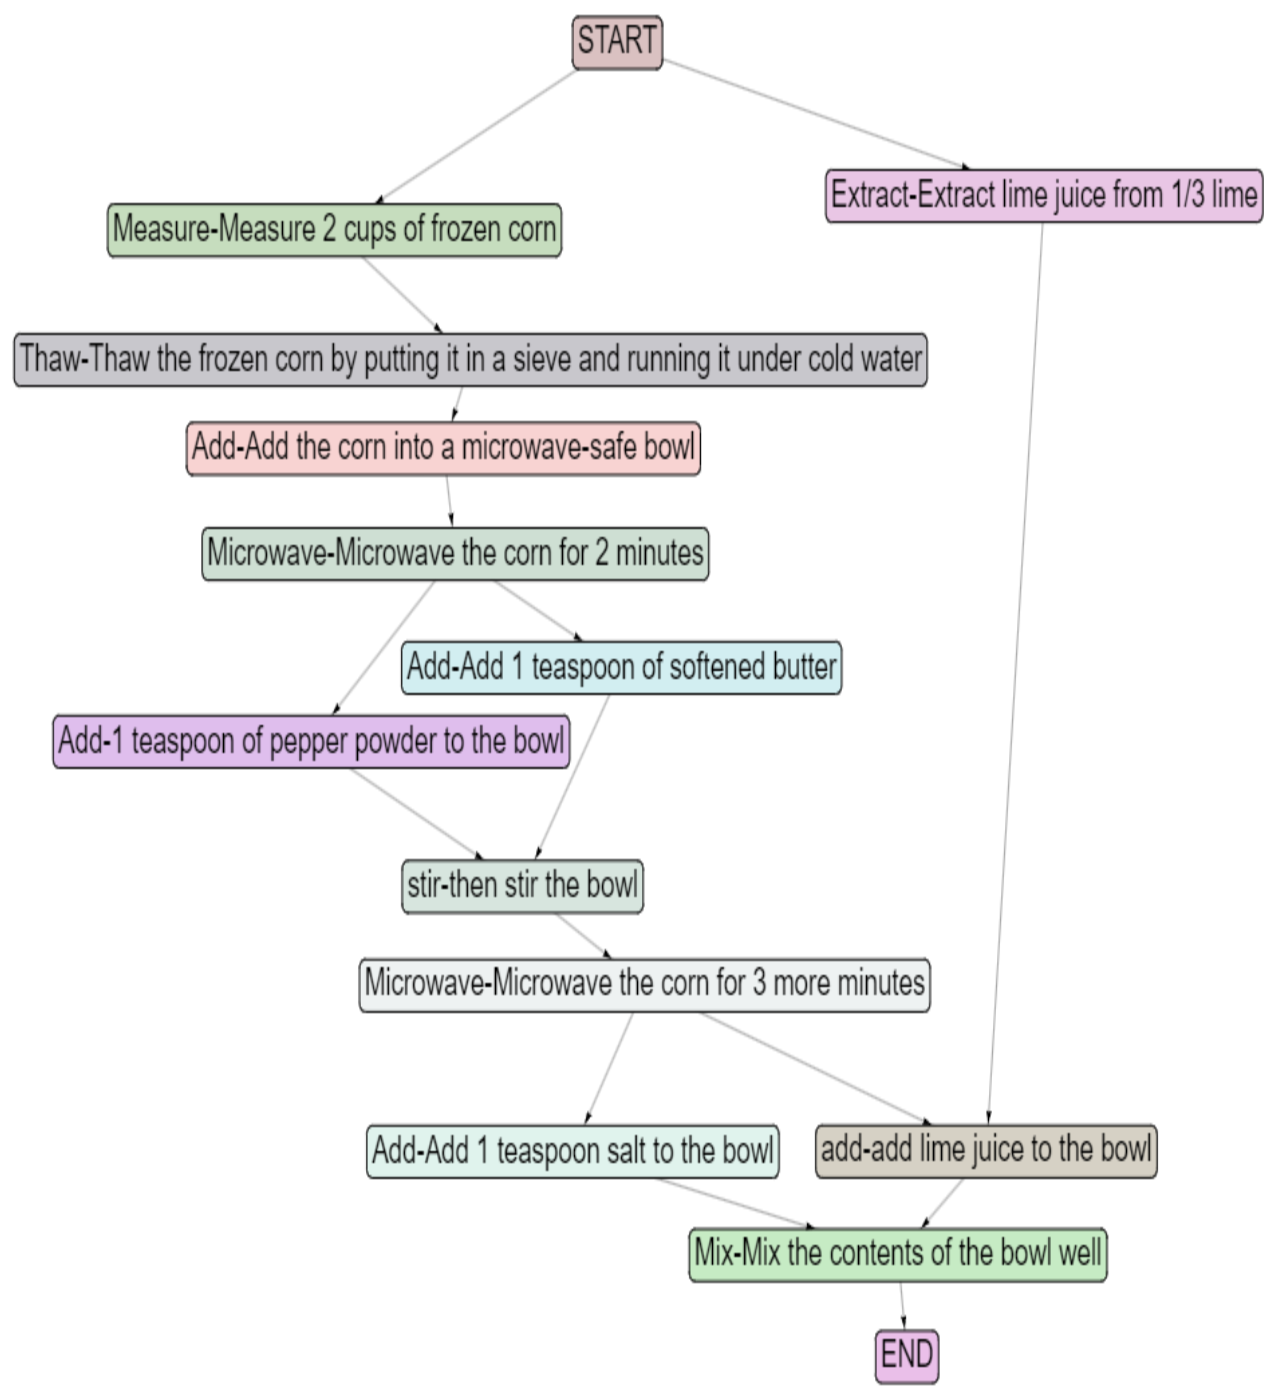 START
Extract-Extract lime juice from 1/3 lime
Measure-Measure 2 cups of frozen corn
Thaw-Thaw the frozen corn by putting it in a sieve and running it under cold water
Add-Add the corn into a microwave-safe bowl
Microwave-Microwave the corn for 2 minutes
Add-Add 1 teaspoon of softened butter
Add-1 teaspoon of pepper powder to the bowl
stir-then stir the bowl
Microwave-Microwave the corn for 3 more minutes
Add-Add 1 teaspoon salt to the bowl
add-add lime juice to the bowl
Mix-Mix the contents of the bowl well
END